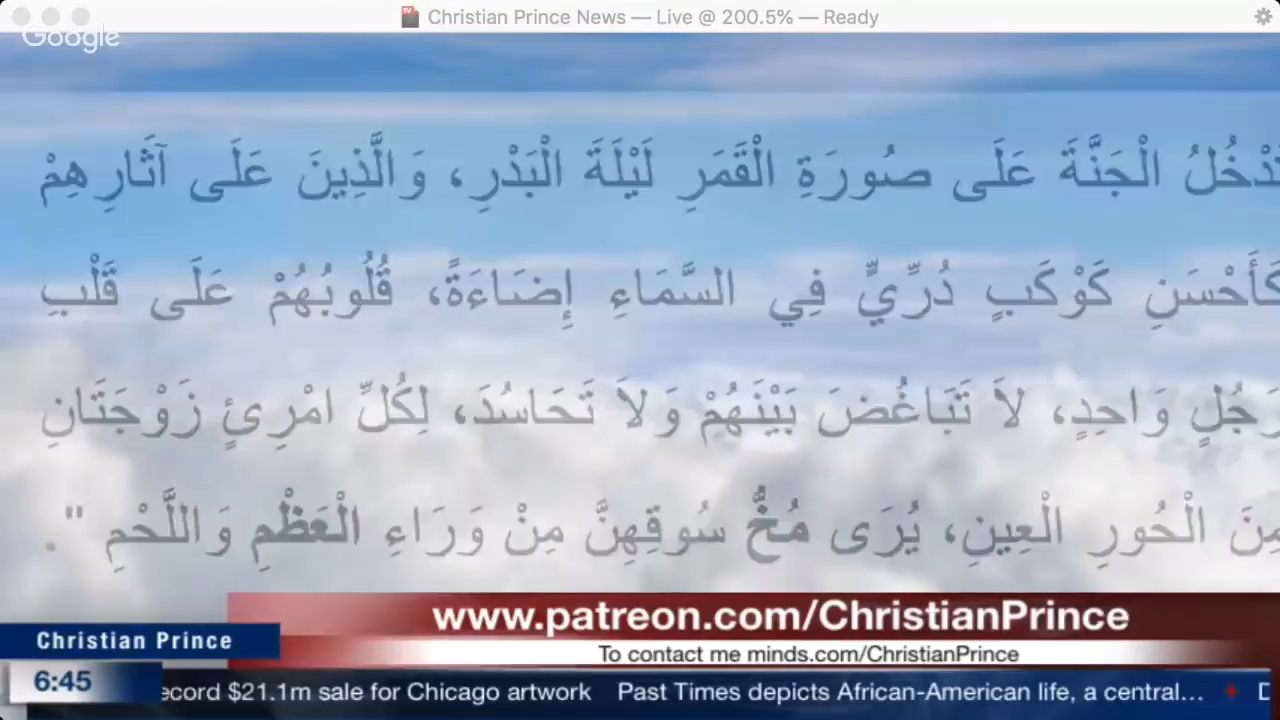 Christian Prince News — Live @ 200.5% — Ready
Google
الْجَنَّةَ عَلَى صُورَةِ الْقَمَرِ لَيْلَةَ الْبَدْرِ، وَالَّذِينَ عَلَى آثَارِهِمْ
كَأَحْسَنِ كَوْكَبٍ دُرِّيٍّ فِي السَّمَاءِ إِضَاءَةً، قُلُوبُهُمْ عَلَى قَلْبِ
رَجُلٍ وَاحِدٍ، لاَ تَبَاغُضَ بَيْنَهُمْ وَلاَ تَحَاسُدَ، لِكُلِّ امْرِئٍ زَوْجَتَانِ
مِنَ الْحُورِ الْعِينِ، يُرَى مُخُّ سُوقِهِنَّ مِنْ وَرَاءِ الْعَظْمِ وَاللَّحْمِ " .
www.patreon.com/ChristianPrince
Christian Prince
To contact me minds.com/ChristianPrince
6:45
ecord $21.1m sale for Chicago artwork Past Times depicts African-American life, a central... D